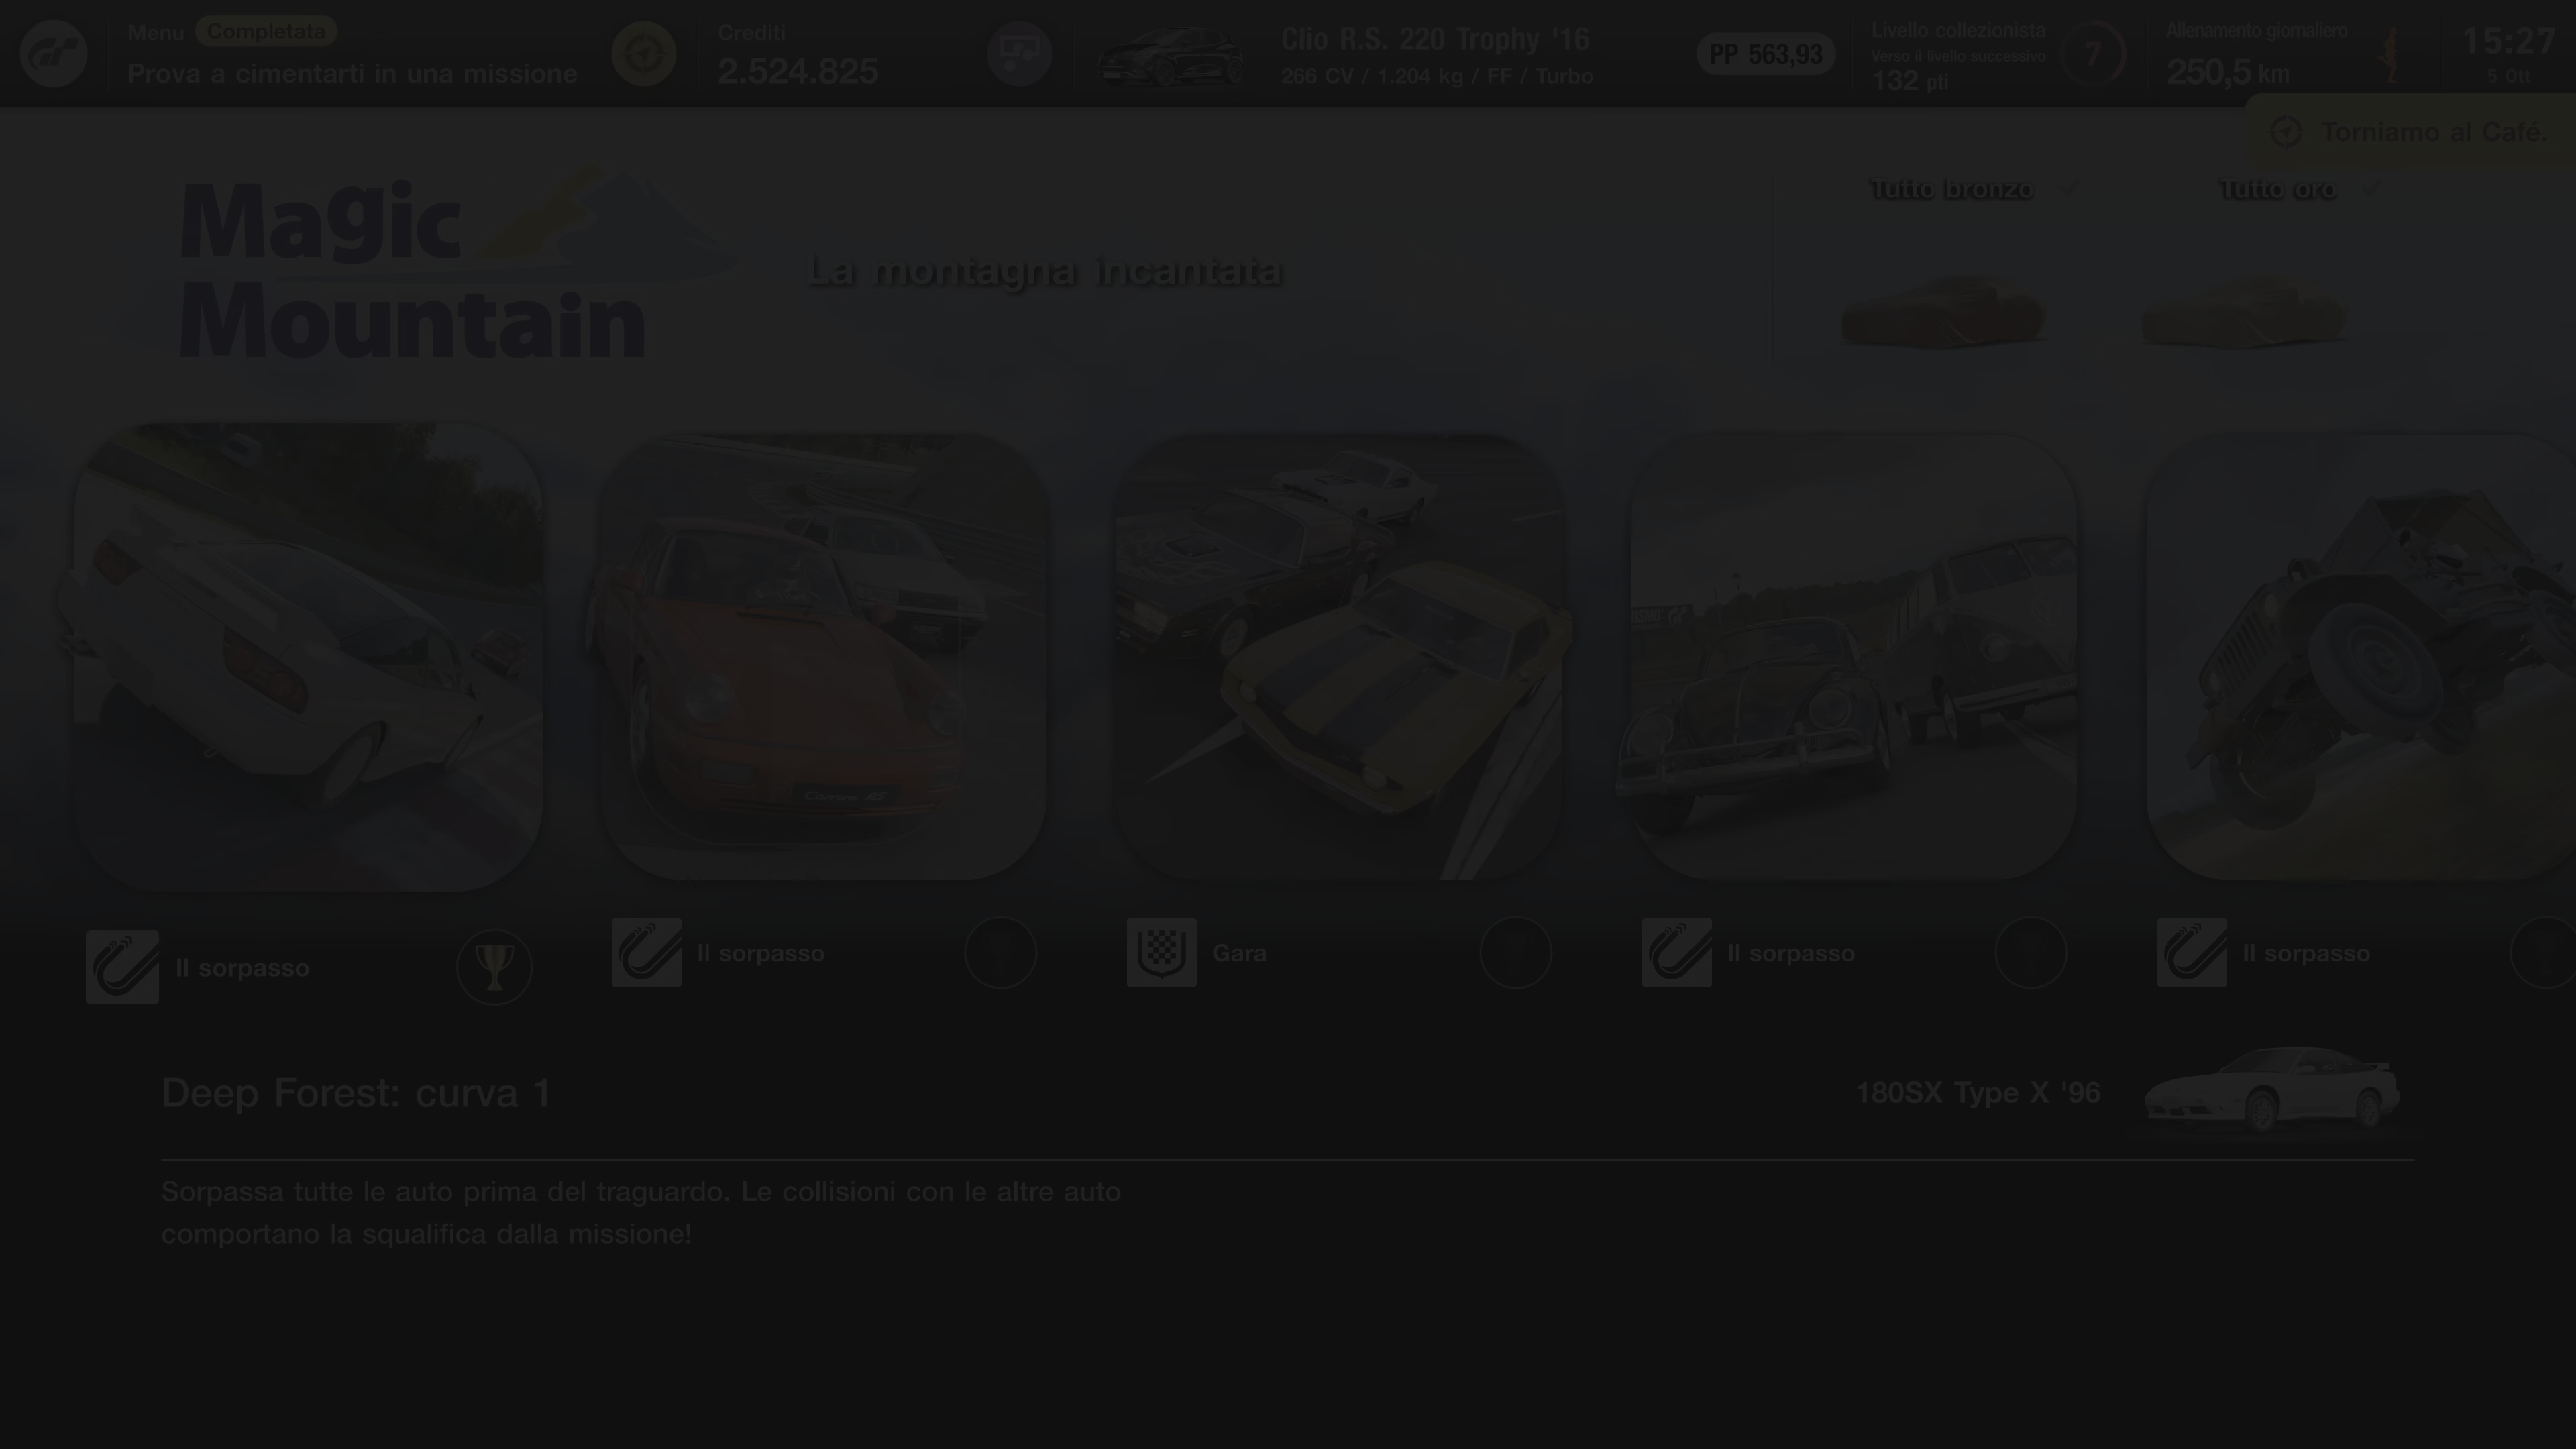 Menu Completata
Prova a cimentarti in una missione
Crediti
2.524.825
Clio R.S. 220 Trophy '16
266 CV / 1.204 kg / FF / Turbo
PP 563,93
Livello collezionista
Verso il livello successivo
132 pti
7
Allenamento giornaliero
250,5 km
15:27
5 Ott
Torniamo al Café.
Magic
Mountain
La montagna incantata
Tutto bronzo
Tutto oro
Carrera RS
Il sorpasso
Il sorpasso
Gara
Il sorpasso
Il sorpasso
Deep Forest: curva 1
180SX Type X '96
Sorpassa tutte le auto prima del traguardo. Le collisioni con le altre auto
comportano la squalifica dalla missione!